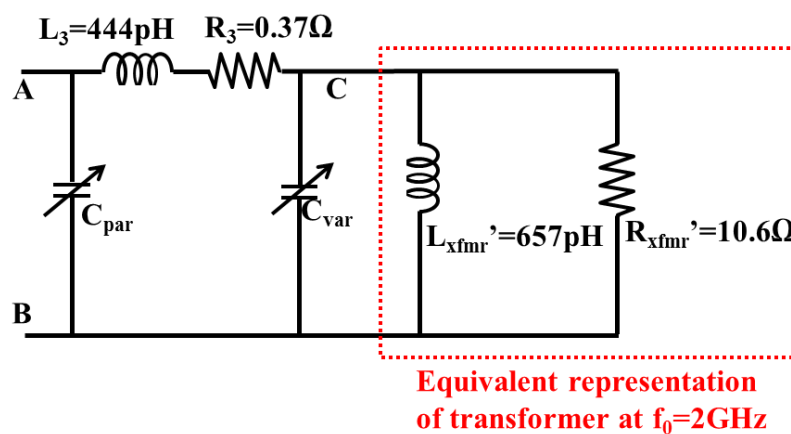 L3=444pH R3=0.37Ω
A
C
Cpar
Cvar
Lxfmr’=657pH Rxfmr’=10.6Ω
B
Equivalent representation
of transformer at f0=2GHz